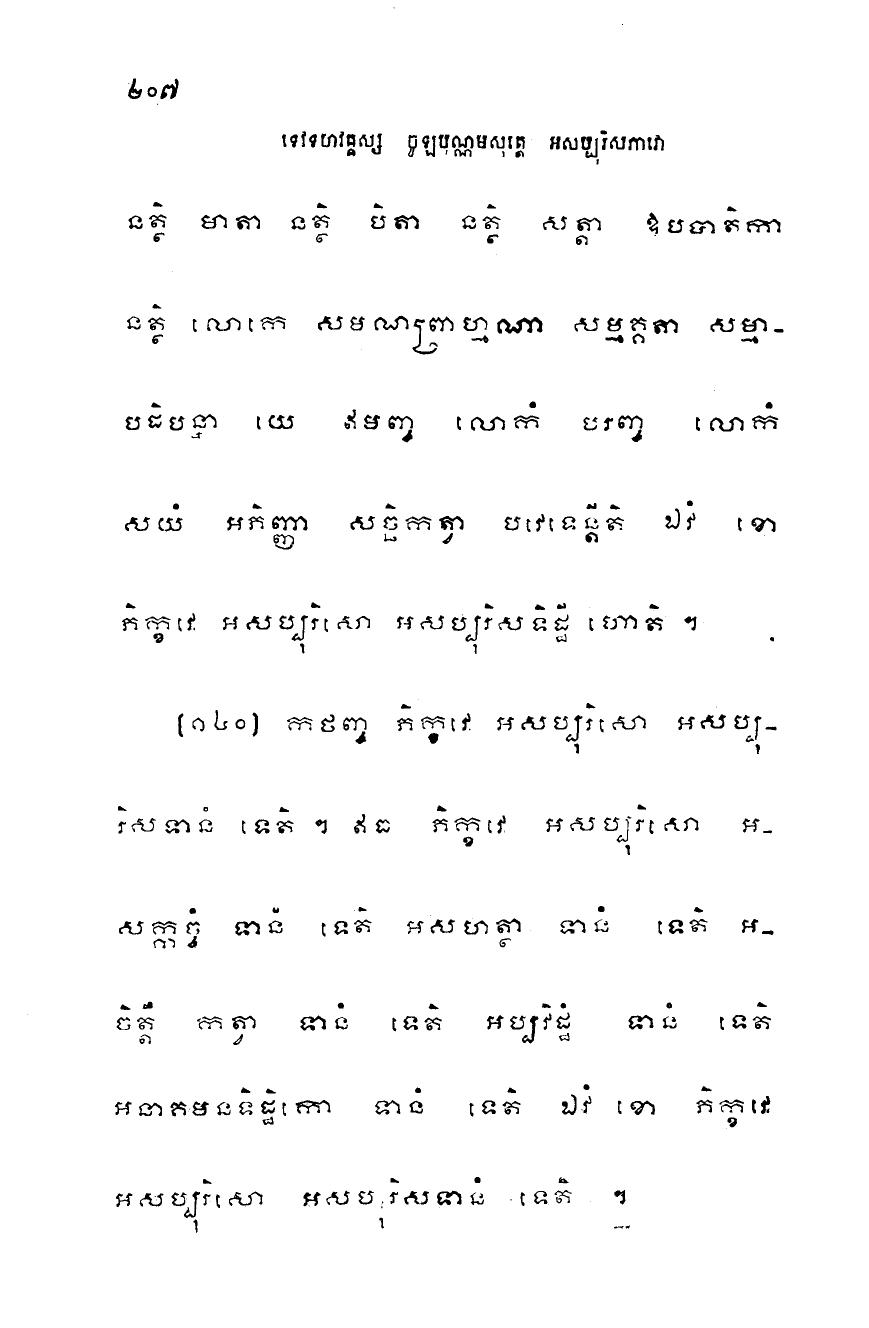 ២០៧
ទេវទហវគ្គស្ស ចូឡបុណ្ណមសុត្តេ អសប្បុរិសភាវោ
នត្ថិ មាតា នត្ថិ បិតា នត្ថិ សត្តា ឱបបាតិកា
នត្ថិ លោកេ សមណព្រាហ្មណា សម្មគ្គតា សម្មា-
បដិបន្នា យេ ឥមញ្ច លោកំ បរញ្ច លោកំ
សយំ អភិញ្ញា សច្ឆិកត្វា បវេទេន្តីតិ ឯវំ ខោ
ភិក្ខវេ អសប្បុរិសោ អសប្បុរិសទិដ្ឋី ហោតិ ។
(១៤០) កថញ្ច ភិក្ខវេ អសប្បុរិសោ អសប្បុ-
រិសទានំ ទេតិ ។ ឥធ ភិក្ខវេ អសប្បុរិសោ អ-
សក្កច្ចំ ទានំ ទេតិ អសហត្ថា ទានំ ទេតិ អ-
ចិត្តឹ កត្វា ទានំ ទេតិ អប្បវិដ្ឋំ ទានំ ទេតិ
អនាគមនទិដ្ឋិកោ ទានំ ទេតិ ឯវំ ខោ ភិក្ខវេ
អសប្បុរិសោ អសប្បុរិសទានំ ទេតិ ។